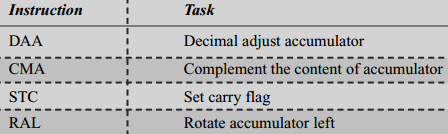 Instruction Task
DAA Decimal adjust accumulator
CMA Complement the content of accumulator
STC Set carry flag
RAL Rotate accumulator left